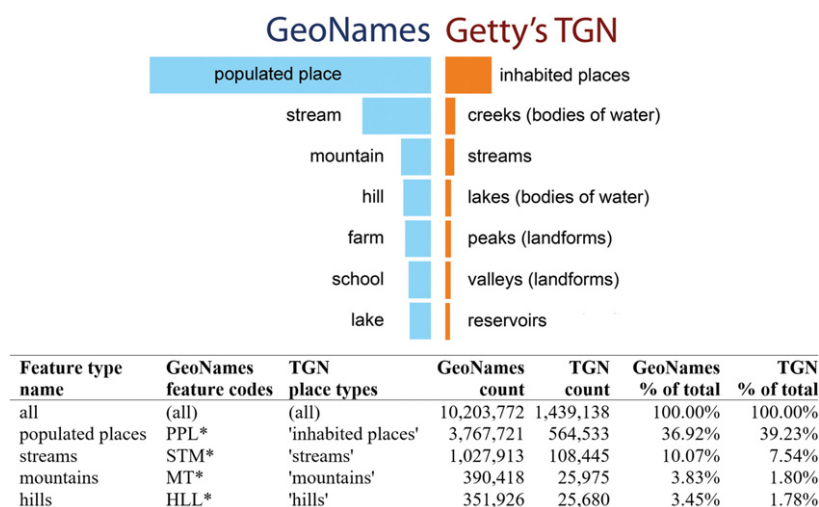 GeoNames Getty's TGN
populated place inhabited places
stream creeks (bodies of water)
mountain streams
hill lakes (bodies of water)
farm peaks (landforms)
school valleys (landforms)
lake reservoirs
Feature type name GeoNames feature codes TGN place types GeoNames count TGN count GeoNames % of total TGN % of total
all (all) (all) 10,203,772 1,439,138 100.00% 100.00%
populated places PPL* 'inhabited places' 3,767,721 564,533 36.92% 39.23%
streams STM* 'streams' 1,027,913 108,445 10.07% 7.54%
mountains MT* 'mountains' 390,418 25,975 3.83% 1.80%
hills HLL* 'hills' 351,926 25,680 3.45% 1.78%